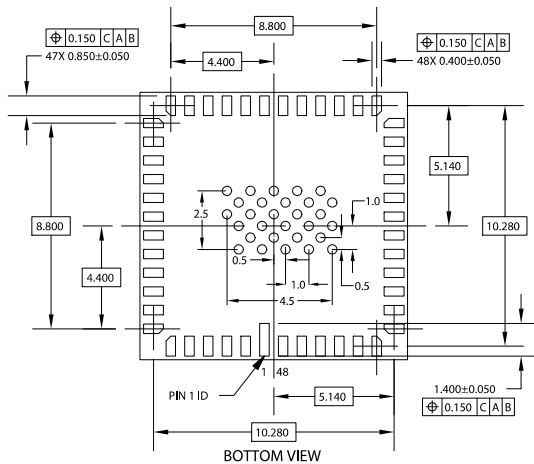 8.800
⌖ 0.150 C A B
47X 0.850±0.050
4.400
⌖ 0.150 C A B
48X 0.400±0.050
5.140
10.280
8.800
4.400
2.5
1.0
0.5
1.0
0.5
4.5
1 48
PIN 1 ID
5.140
10.280
1.400±0.050
⌖ 0.150 C A B
BOTTOM VIEW